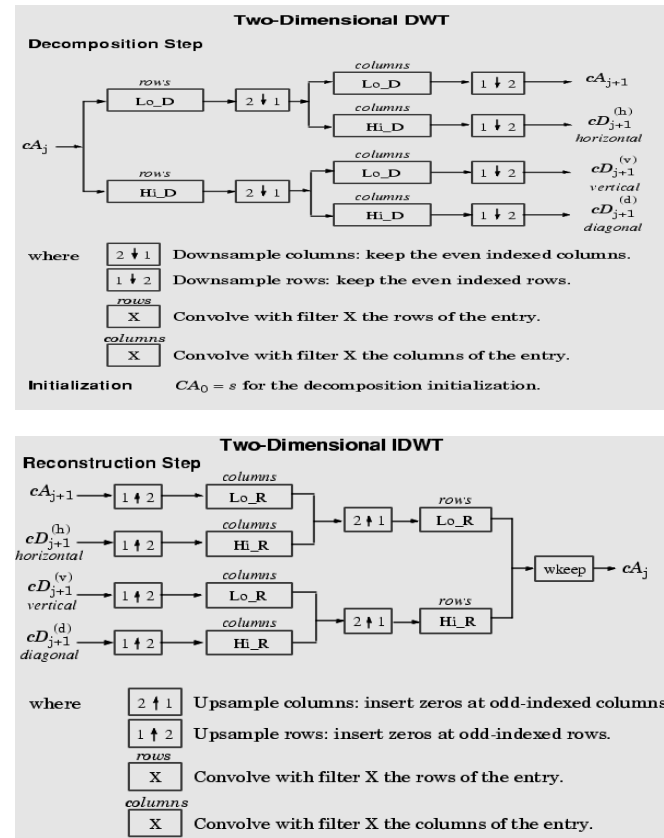 Two-Dimensional DWT
Decomposition Step
columns
rows
Lo_D
1 ↓ 2
cA_{j+1}
Lo_D
2 ↓ 1
columns
Hi_D
1 ↓ 2
cD_{j+1}^{(h)}
horizontal
cA_j
rows
columns
Lo_D
1 ↓ 2
cD_{j+1}^{(v)}
vertical
Hi_D
2 ↓ 1
columns
Hi_D
1 ↓ 2
cD_{j+1}^{(d)}
diagonal
where 2 ↓ 1 Downsample columns: keep the even indexed columns.
1 ↓ 2 Downsample rows: keep the even indexed rows.
rows
X Convolve with filter X the rows of the entry.
columns
X Convolve with filter X the columns of the entry.
Initialization CA_0 = s for the decomposition initialization.
Two-Dimensional IDWT
Reconstruction Step
columns
cA_{j+1} 1 ↑ 2 Lo_R
rows
2 ↑ 1 Lo_R
columns
cD_{j+1}^{(h)} 1 ↑ 2 Hi_R
horizontal
wkeep cA_j
columns
cD_{j+1}^{(v)} 1 ↑ 2 Lo_R
vertical
rows
2 ↑ 1 Hi_R
columns
cD_{j+1}^{(d)} 1 ↑ 2 Hi_R
diagonal
where 2 ↑ 1 Upsample columns: insert zeros at odd-indexed columns
1 ↑ 2 Upsample rows: insert zeros at odd-indexed rows.
rows
X Convolve with filter X the rows of the entry.
columns
X Convolve with filter X the columns of the entry.